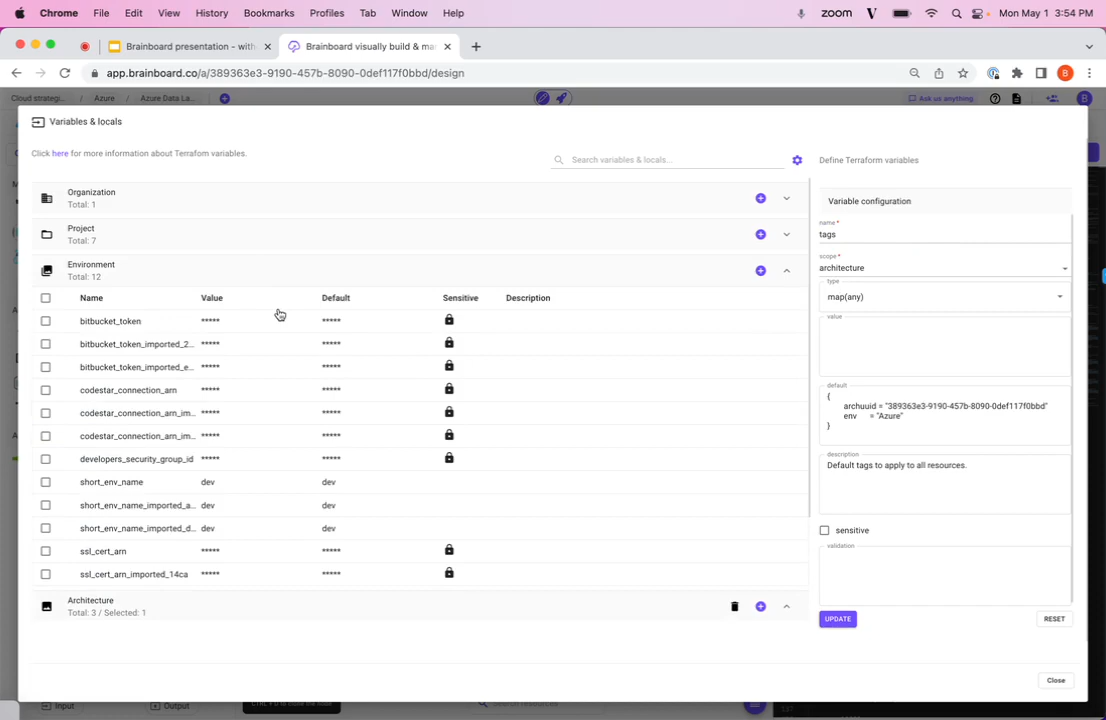 Chrome File Edit View History Bookmarks Profiles Tab Window Help zoom V Mon May 1 3:54 PM
Brainboard presentation - with Brainboard visually build & ma
app.brainboard.co/a/389363e3-9190-457b-8090-0def117f0bbd/design B
Cloud strategi... / Azure / Azure Data La... Ask us anything B
Variables & locals
Click here for more information about Terrafom variables.
Search variables & locals...
Define Terraform variables
Organization
Total: 1
Project
Total: 7
Environment
Total: 12
Name Value Default Sensitive Description
bitbucket_token ***** *****
bitbucket_token_imported_2... ***** *****
bitbucket_token_imported_e... ***** *****
codestar_connection_arn ***** *****
codestar_connection_arn_im... ***** *****
codestar_connection_arn_im... ***** *****
developers_security_group_id ***** *****
short_env_name dev dev
short_env_name_imported_a... dev dev
short_env_name_imported_d... dev dev
ssl_cert_arn ***** *****
ssl_cert_arn_imported_14ca ***** *****
Architecture
Total: 3 / Selected: 1
Variable configuration
name *
tags
scope *
architecture
type
map(any)
value
default
{
archuuid = "389363e3-9190-457b-8090-0def117f0bbd"
env = "Azure"
}
description
Default tags to apply to all resources.
sensitive
validation
UPDATE RESET
Close
Input Output Search resources...